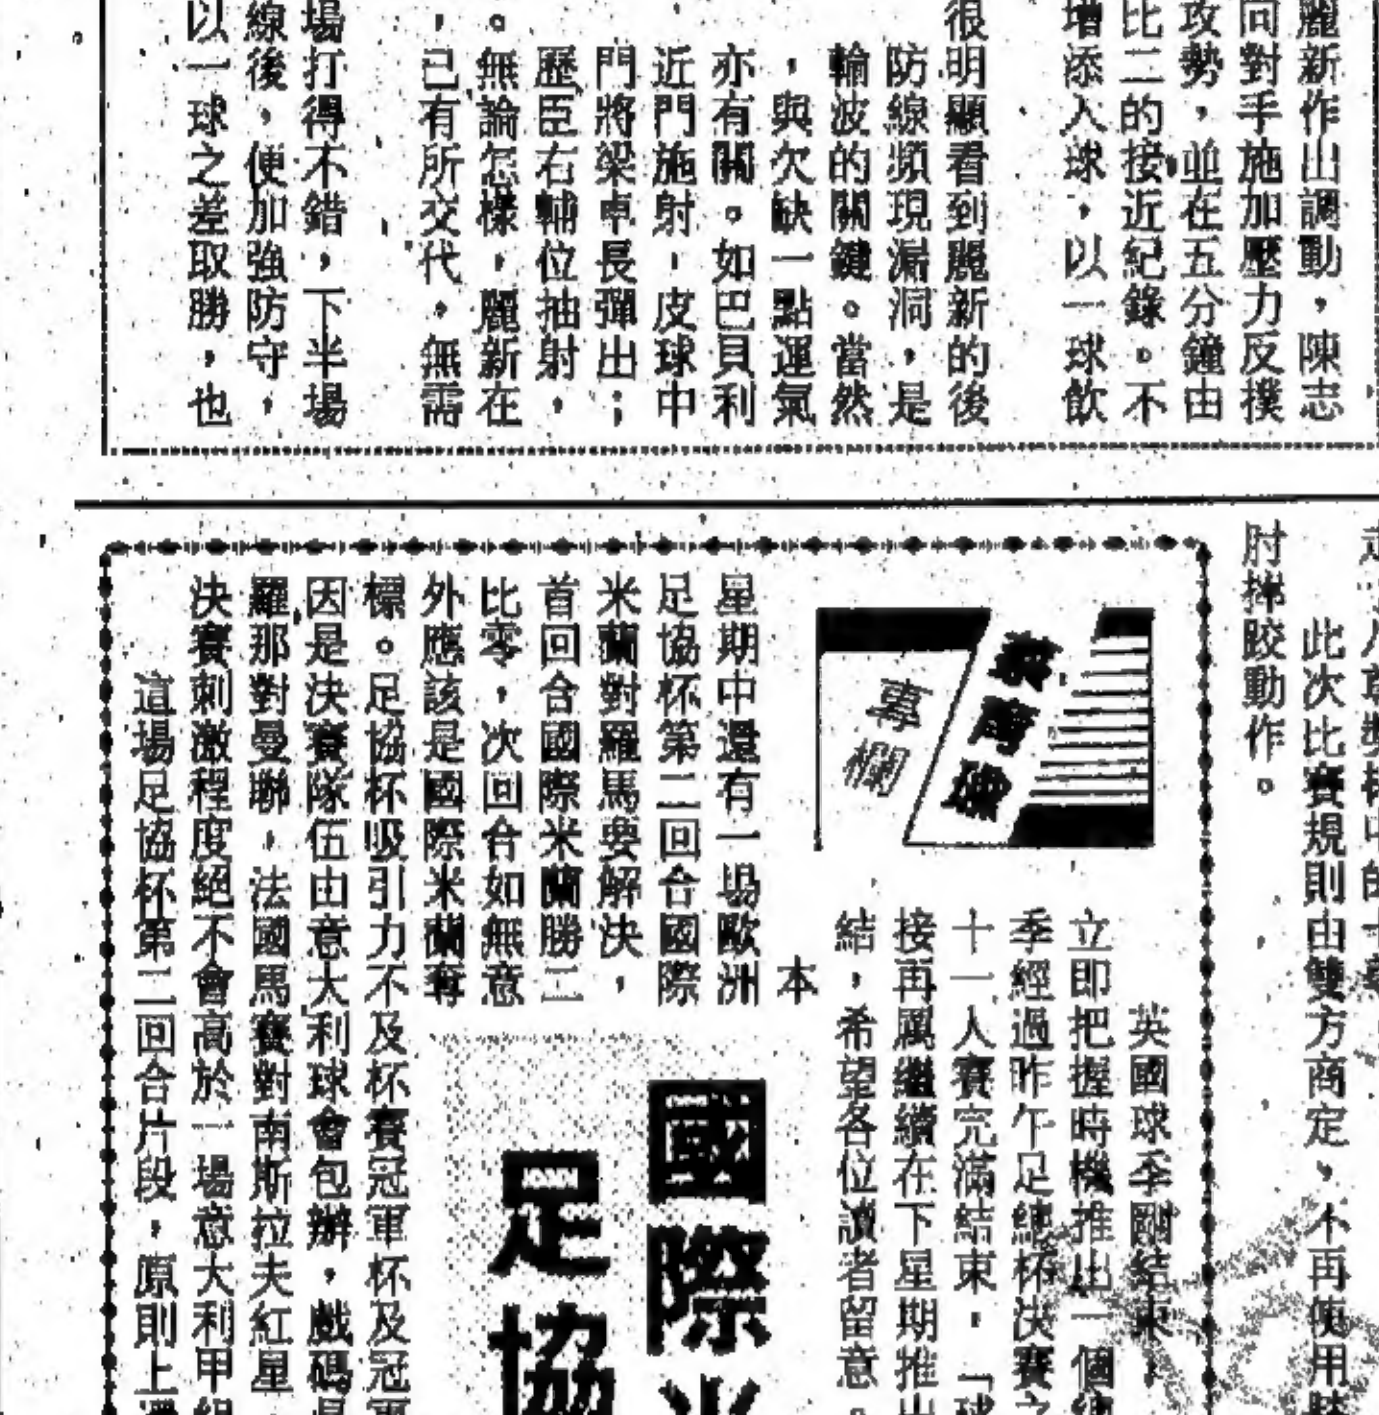 麗新作出調動，陳志
向對手施加壓力反撲
攻勢，並在五分鐘由
比二的接近紀錄。不
增添入球，以一球飲
很明顯看到麗新的後
防線頻現漏洞，是
輸波的關鍵。當然
，與欠缺一點運氣
亦有關。如巴貝利
近門施射，皮球中
門將梁卓長彈出；
歷臣右輔位抽射，
。無論怎樣，麗新在
，已有所交代，無需
場打得不錯，下半場
線後，便加強防守，
以一球之差取勝，也
此次比賽規則由雙方商定，不再使用
肘摔跤動作。
專欄
英國球季剛結束，
立即把握時機推出一個
季經過昨午足總杯決賽之
十一人賽完滿結束，「球
接再厲繼續在下星期推出
結，希望各位讀者留意。
本
星期中還有一場歐洲
足協杯第二回合國際
米蘭對羅馬要解決，
首回合國際米蘭勝二
比零，次回合如無意
外應該是國際米蘭奪
標。足協杯吸引力不及杯賽冠軍杯及冠軍
因是決賽隊伍由意大利球會包辦，戲碼是
羅那對曼聯，法國馬賽對南斯拉夫紅星，
決賽刺激程度絕不會高於一場意大利甲組
這場足協杯第二回合片段，原則上還
國際米
足協